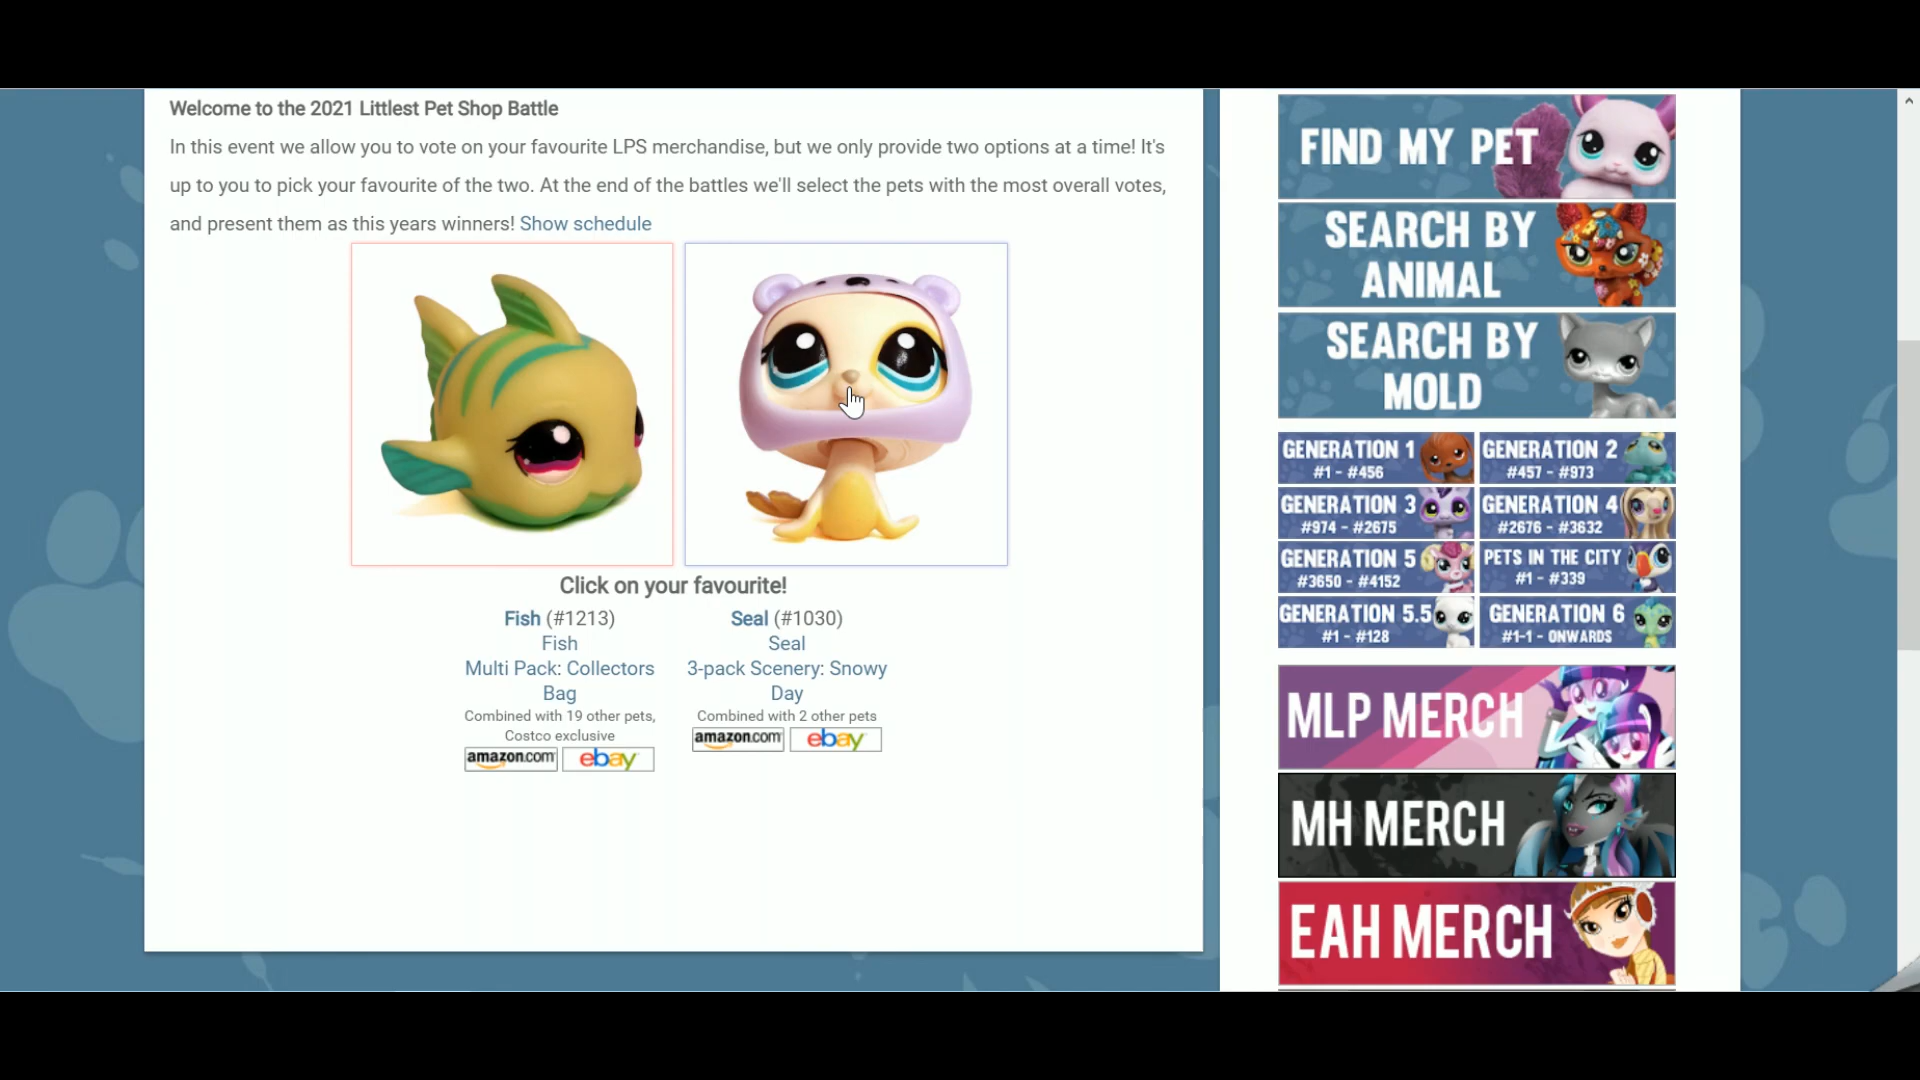 Welcome to the 2021 Littlest Pet Shop Battle
In this event we allow you to vote on your favourite LPS merchandise, but we only provide two options at a time! It's
up to you to pick your favourite of the two. At the end of the battles we'll select the pets with the most overall votes,
and present them as this years winners! Show schedule
Click on your favourite!
Fish (#1213)
Fish
Multi Pack: Collectors
Bag
Combined with 19 other pets,
Costco exclusive
amazon.com ebay
Seal (#1030)
Seal
3-pack Scenery: Snowy
Day
Combined with 2 other pets
amazon.com ebay
FIND MY PET
SEARCH BY
ANIMAL
SEARCH BY
MOLD
GENERATION 1
#1 - #456
GENERATION 2
#457 - #973
GENERATION 3
#974 - #2675
GENERATION 4
#2676 - #3632
GENERATION 5
#3650 - #4152
PETS IN THE CITY
#1 - #339
GENERATION 5.5
#1 - #128
GENERATION 6
#1-1 - ONWARDS
MLP MERCH
MH MERCH
EAH MERCH